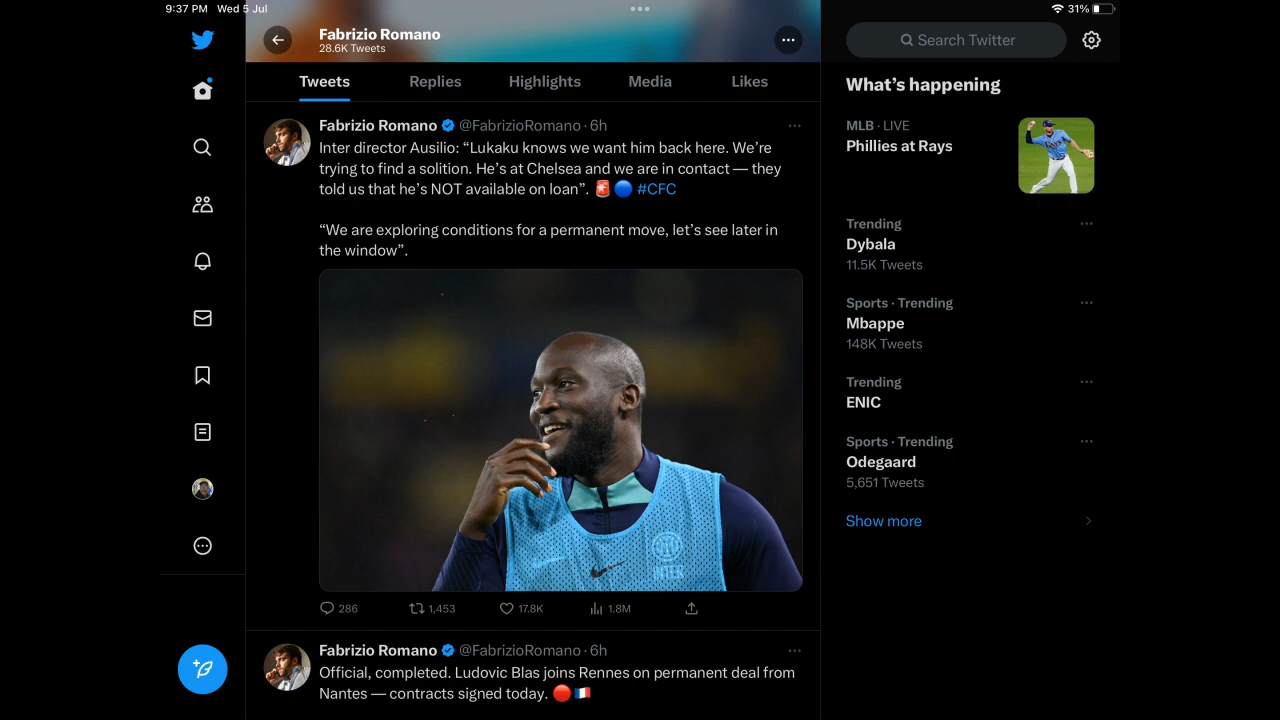 9:37 PM Wed 5 Jul
31%
Fabrizio Romano
28.6K Tweets
Search Twitter
Tweets
Replies
Highlights
Media
Likes
Fabrizio Romano @FabrizioRomano · 6h
Inter director Ausilio: “Lukaku knows we want him back here. We’re
trying to find a solition. He’s at Chelsea and we are in contact — they
told us that he’s NOT available on loan”. 🚨🔵 #CFC
“We are exploring conditions for a permanent move, let’s see later in
the window”.
INTER
286
1,453
17.8K
1.8M
Fabrizio Romano @FabrizioRomano · 6h
Official, completed. Ludovic Blas joins Rennes on permanent deal from
Nantes — contracts signed today. 🔴🇫🇷
What’s happening
MLB · LIVE
Phillies at Rays
Trending
Dybala
11.5K Tweets
Sports · Trending
Mbappe
148K Tweets
Trending
ENIC
Sports · Trending
Odegaard
5,651 Tweets
Show more